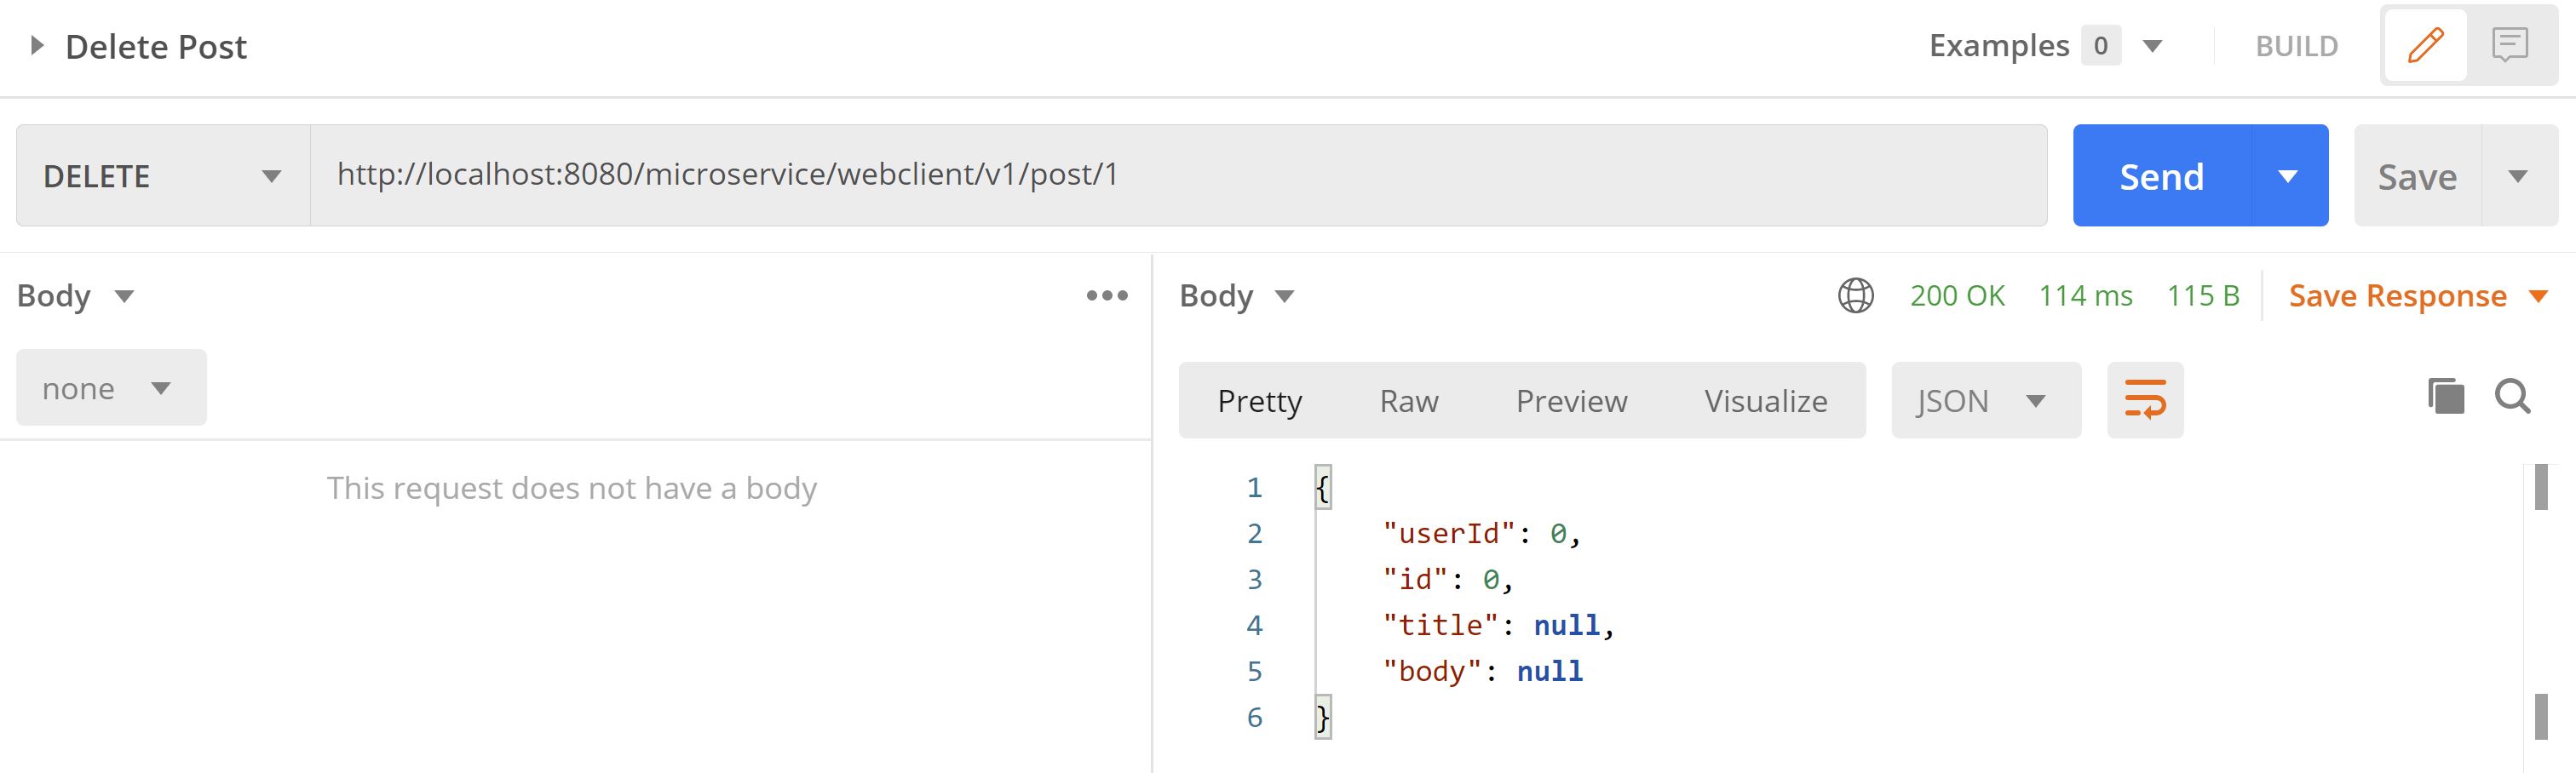 Delete Post
Examples 0
BUILD
DELETE
http://localhost:8080/microservice/webclient/v1/post/1
Send
Save
Body
none
This request does not have a body
Body
200 OK 114 ms 115 B
Save Response
Pretty Raw Preview Visualize
JSON
1 {
2 "userId": 0,
3 "id": 0,
4 "title": null,
5 "body": null
6 }